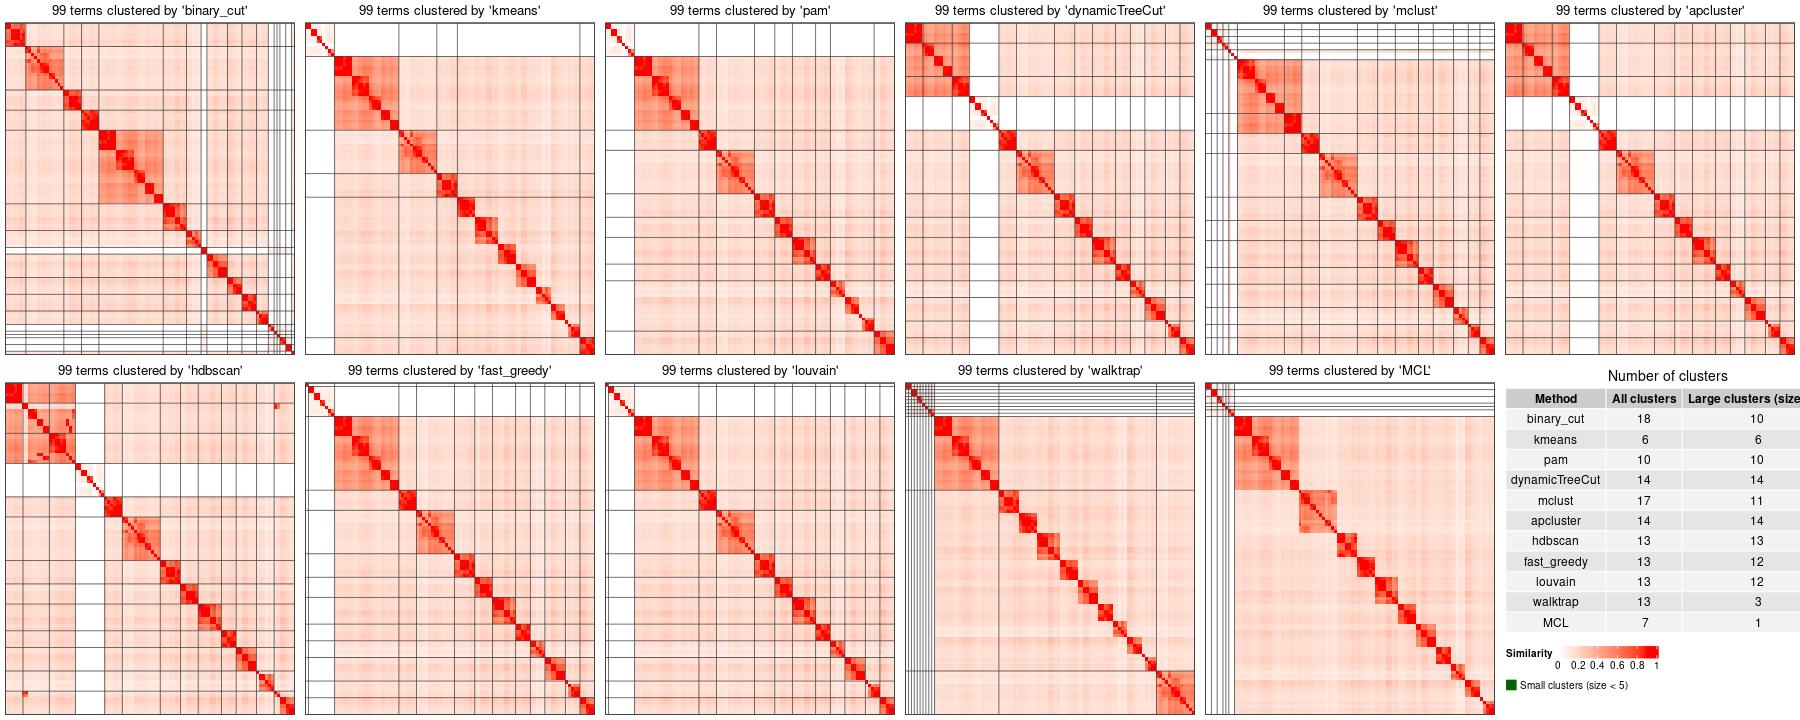 99 terms clustered by 'binary_cut'
99 terms clustered by 'kmeans'
99 terms clustered by 'pam'
99 terms clustered by 'dynamicTreeCut'
99 terms clustered by 'mclust'
99 terms clustered by 'apcluster'
99 terms clustered by 'hdbscan'
99 terms clustered by 'fast_greedy'
99 terms clustered by 'louvain'
99 terms clustered by 'walktrap'
99 terms clustered by 'MCL'
Number of clusters
Method All clusters Large clusters (size
binary_cut 18 10
kmeans 6 6
pam 10 10
dynamicTreeCut 14 14
mclust 17 11
apcluster 14 14
hdbscan 13 13
fast_greedy 13 12
louvain 13 12
walktrap 13 3
MCL 7 1
Similarity
0 0.2 0.4 0.6 0.8 1
Small clusters (size < 5)